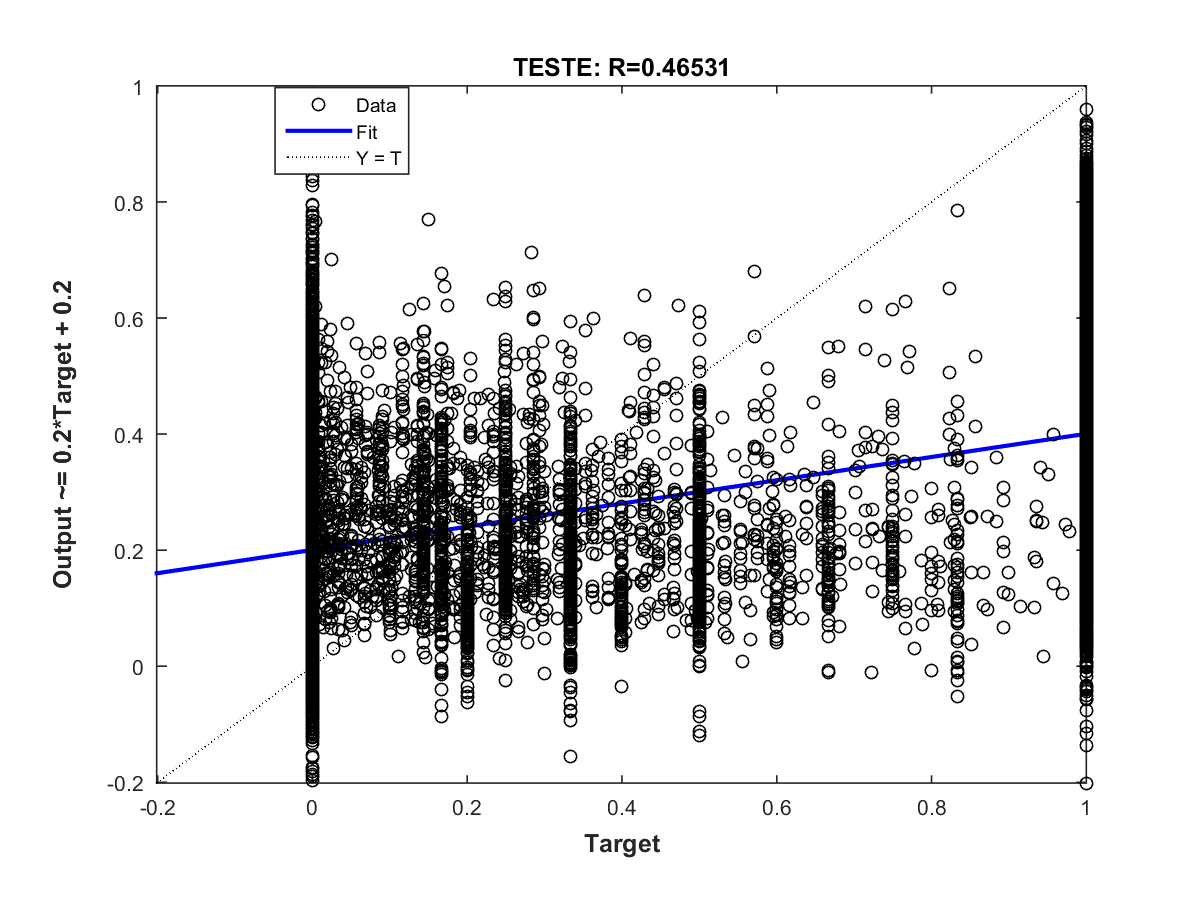 TESTE: R=0.46531
Data
Fit
Y = T
1
0.8
0.6
0.4
0.2
0
-0.2
Output ~= 0.2*Target + 0.2
-0.2 0 0.2 0.4 0.6 0.8 1
Target